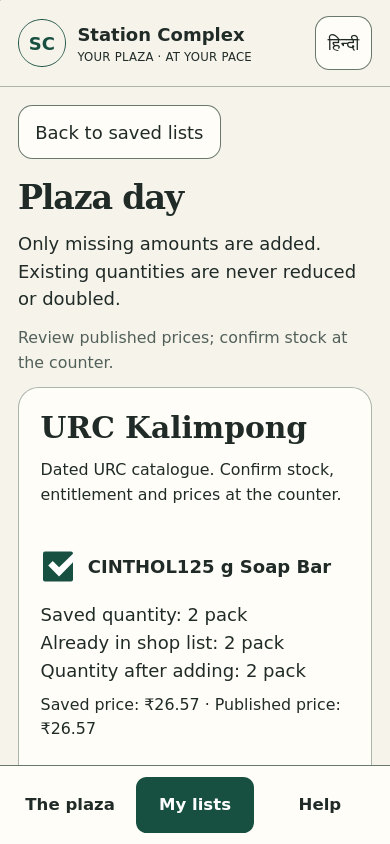 SC
Station Complex
YOUR PLAZA · AT YOUR PACE
हिन्दी
Back to saved lists
Plaza day
Only missing amounts are added.
Existing quantities are never reduced
or doubled.
Review published prices; confirm stock at
the counter.
URC Kalimpong
Dated URC catalogue. Confirm stock,
entitlement and prices at the counter.
CINTHOL125 g Soap Bar
Saved quantity: 2 pack
Already in shop list: 2 pack
Quantity after adding: 2 pack
Saved price: ₹26.57 · Published price:
₹26.57
The plaza
My lists
Help